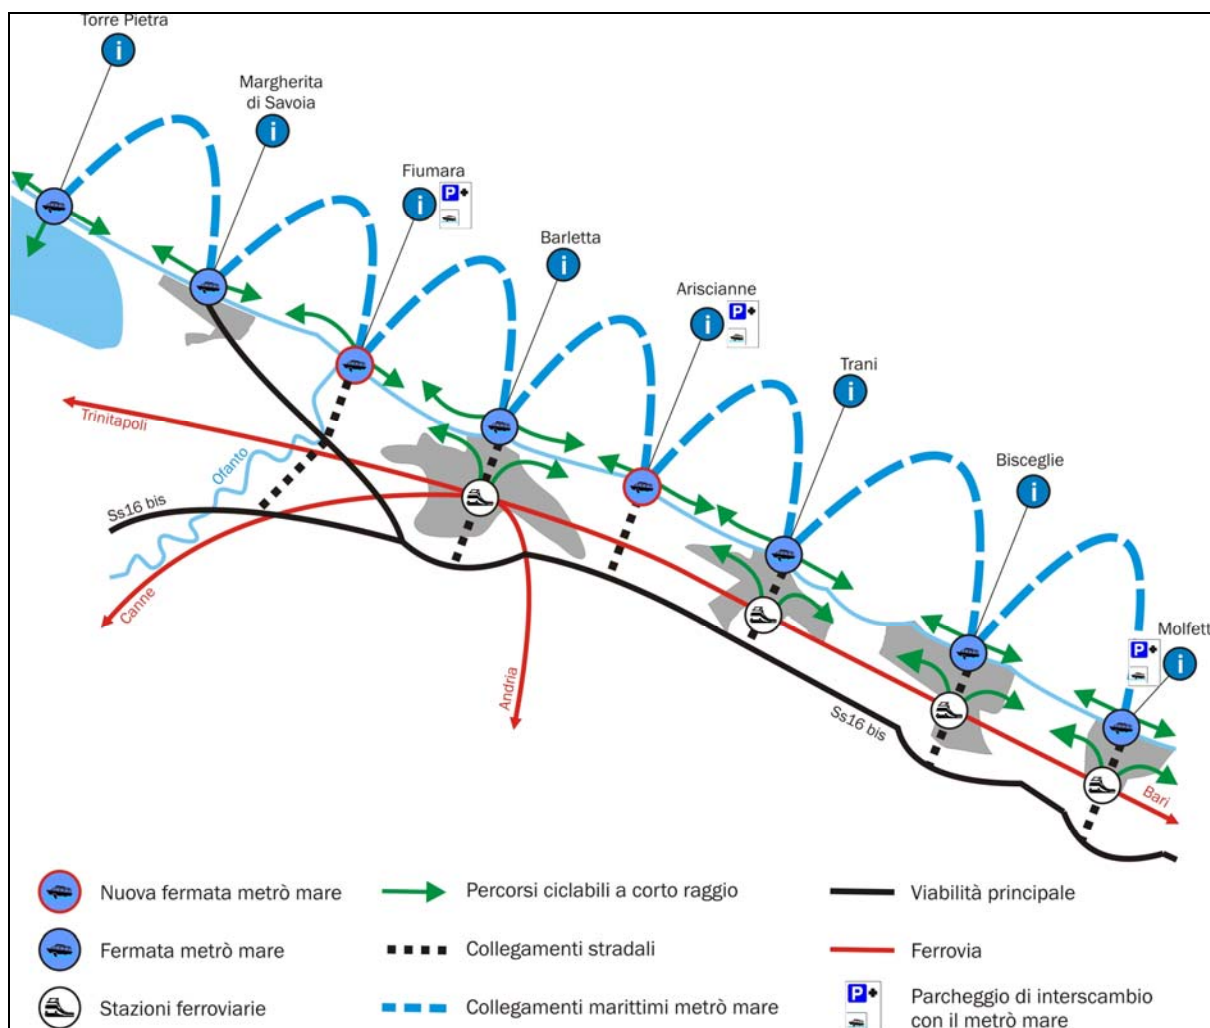 Torre Pietra
i
Margherita
di Savoia
i
Fiumara
i
P
Barletta
i
Ariscianne
i
P
Trani
i
Bisceglie
i
Molfett
P
i
Trinitapoli
Ofanto
Ss16 bis
Canne
Andria
Ss16 bis
Bari
Nuova fermata metrò mare
Percorsi ciclabili a corto raggio
Viabilità principale
Fermata metrò mare
Collegamenti stradali
Ferrovia
Stazioni ferroviarie
Collegamenti marittimi metrò mare
P
Parcheggio di interscambio
con il metrò mare